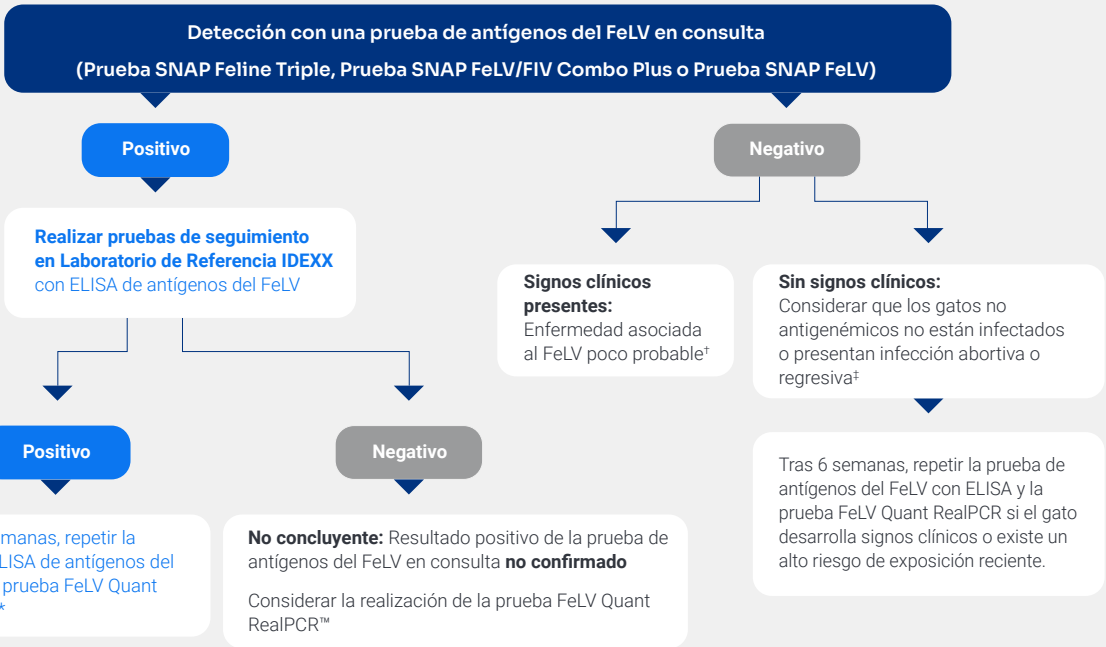 Detección con una prueba de antígenos del FeLV en consulta
(Prueba SNAP Feline Triple, Prueba SNAP FeLV/FIV Combo Plus o Prueba SNAP FeLV)
Positivo
Negativo
Realizar pruebas de seguimiento
en Laboratorio de Referencia IDEXX
con ELISA de antígenos del FeLV
Signos clínicos
presentes:
Enfermedad asociada
al FeLV poco probable†
Sin signos clínicos:
Considerar que los gatos no
antigenémicos no están infectados
o presentan infección abortiva o
regresiva‡
Positivo
Negativo
repetir la
de antígenos del
prueba FeLV Quant
*
No concluyente: Resultado positivo de la prueba de
antígenos del FeLV en consulta no confirmado
Considerar la realización de la prueba FeLV Quant
RealPCR™
Tras 6 semanas, repetir la prueba de
antígenos del FeLV con ELISA y la
prueba FeLV Quant RealPCR si el gato
desarrolla signos clínicos o existe un
alto riesgo de exposición reciente.